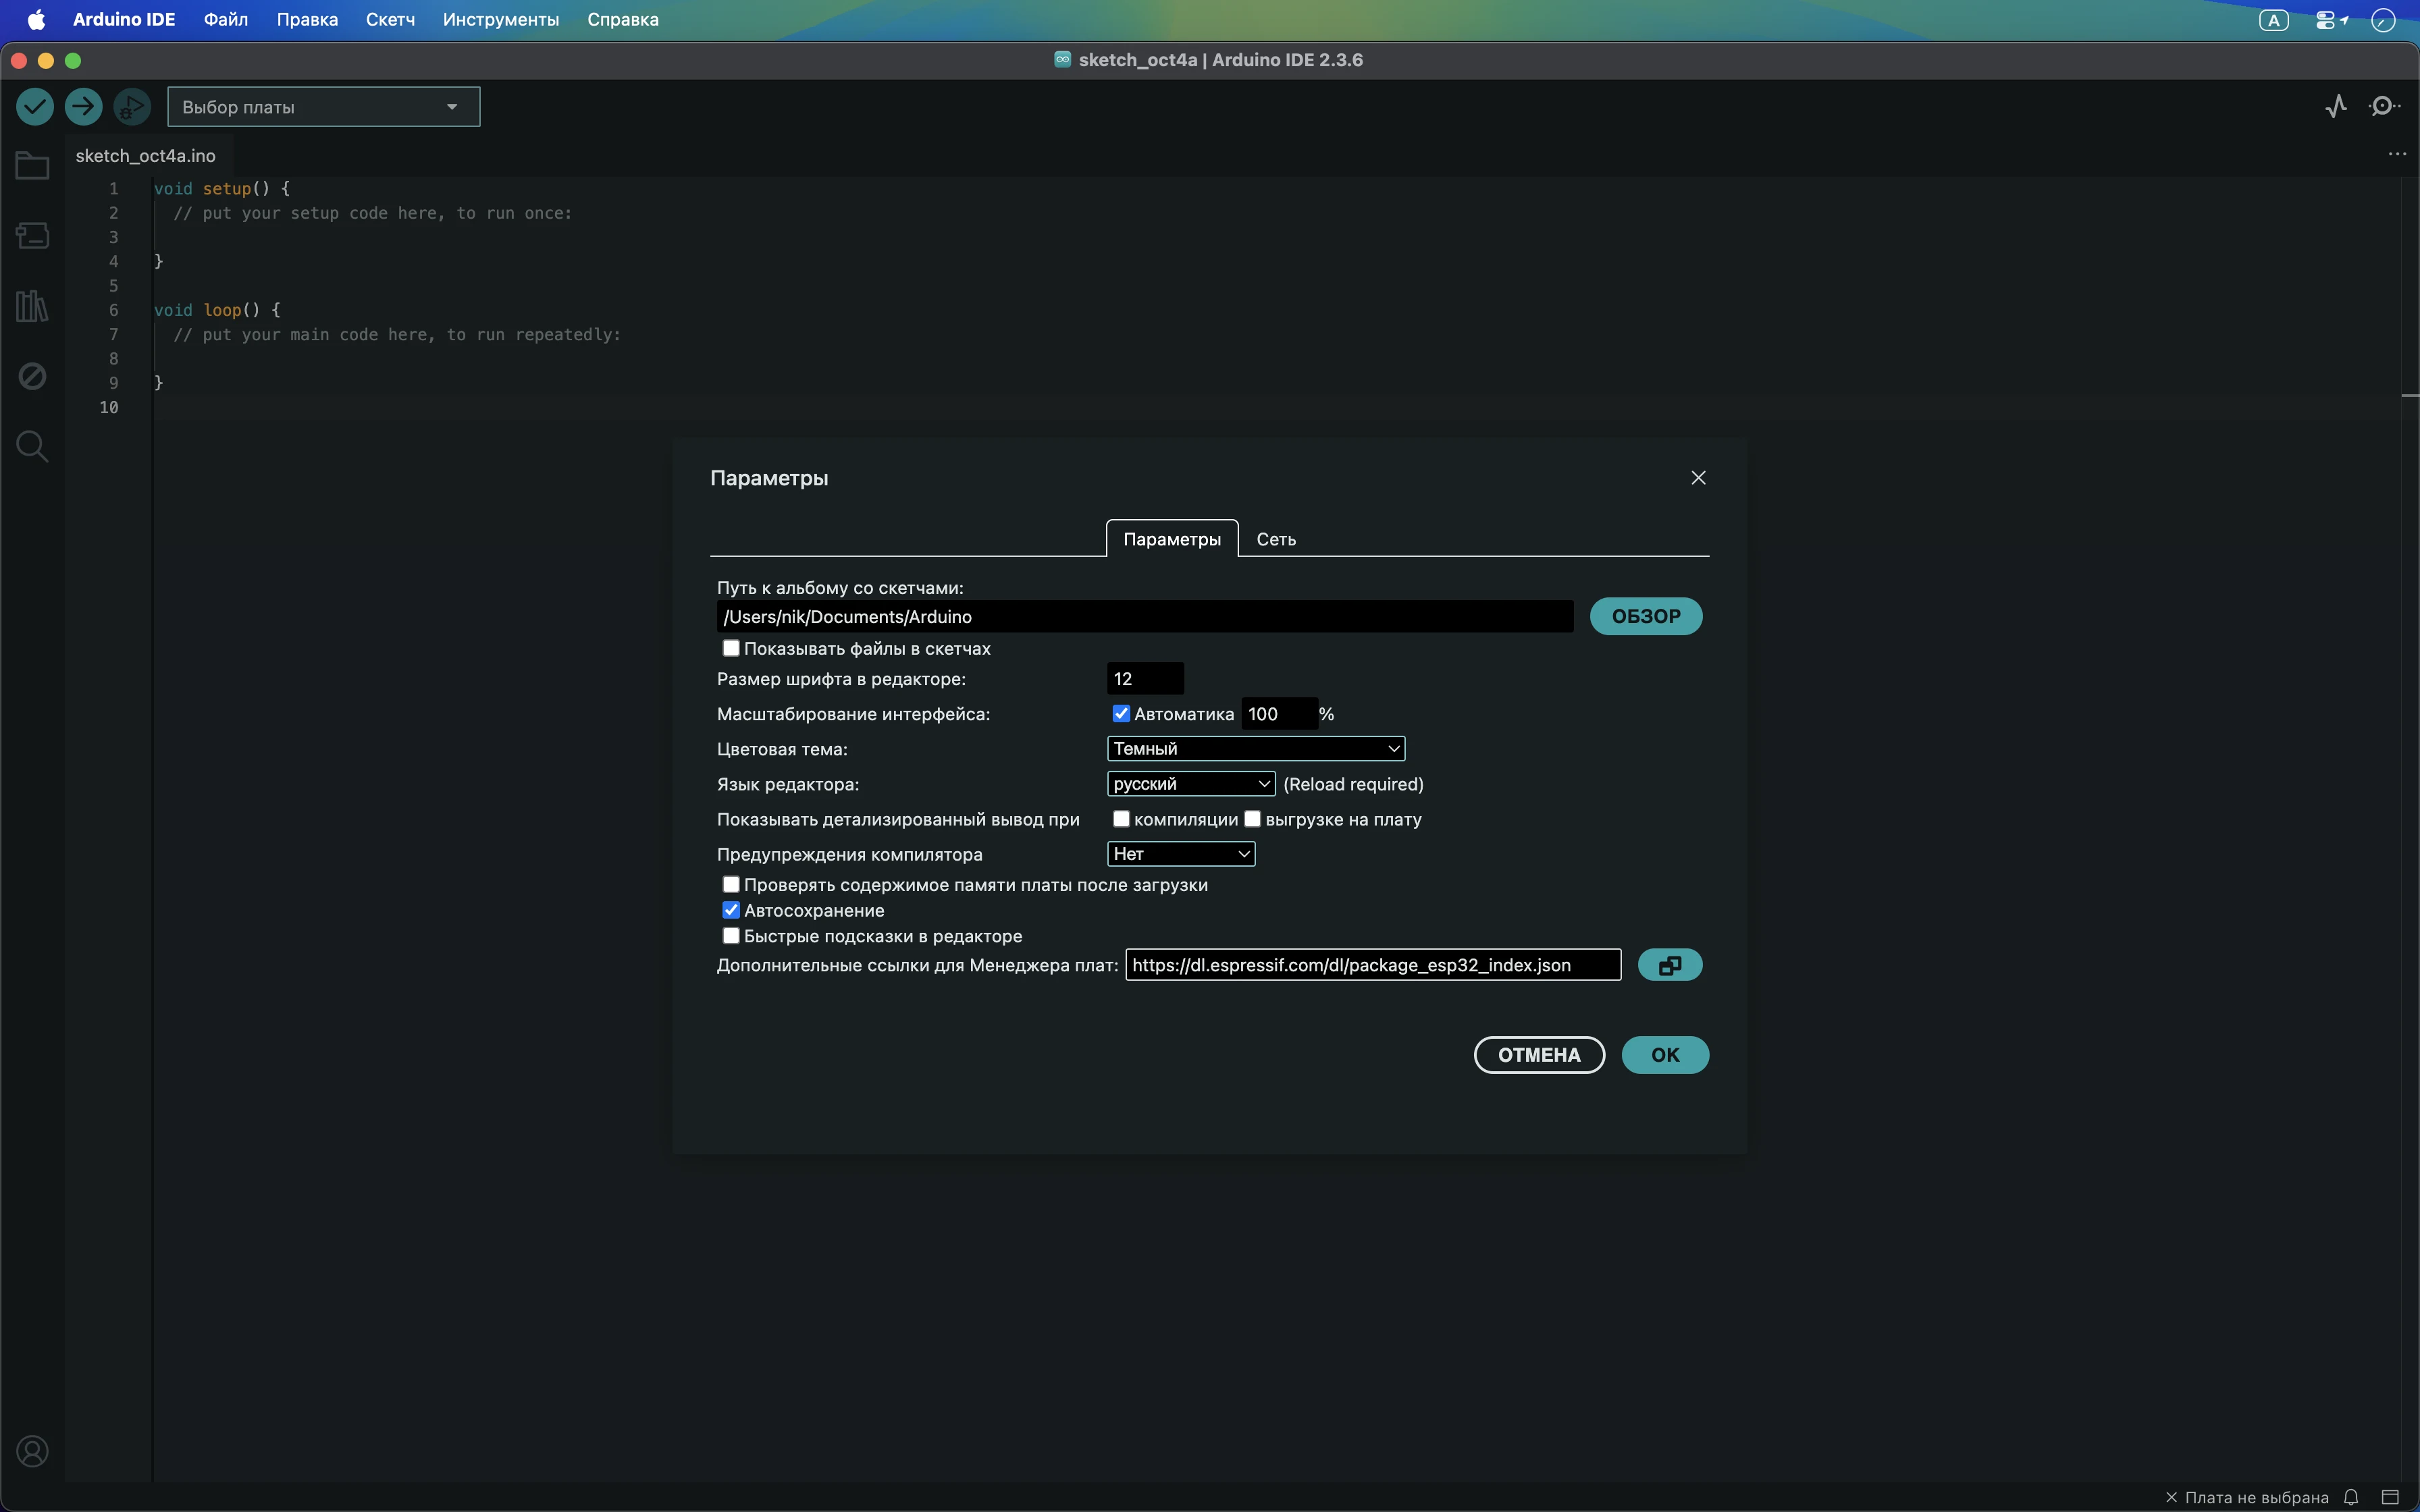 Arduino IDE Файл Правка Скетч Инструменты Справка A
sketch_oct4a | Arduino IDE 2.3.6
Выбор платы
sketch_oct4a.ino
1 void setup() {
2 // put your setup code here, to run once:
3
4 }
5
6 void loop() {
7 // put your main code here, to run repeatedly:
8
9 }
10
Параметры
Параметры Сеть
Путь к альбому со скетчами:
/Users/nik/Documents/Arduino ОБЗОР
Показывать файлы в скетчах
Размер шрифта в редакторе: 12
Масштабирование интерфейса: Автоматика 100 %
Цветовая тема: Темный
Язык редактора: русский (Reload required)
Показывать детализированный вывод при компиляции выгрузке на плату
Предупреждения компилятора Нет
Проверять содержимое памяти платы после загрузки
Автосохранение
Быстрые подсказки в редакторе
Дополнительные ссылки для Менеджера плат: https://dl.espressif.com/dl/package_esp32_index.json
ОТМЕНА OK
Плата не выбрана